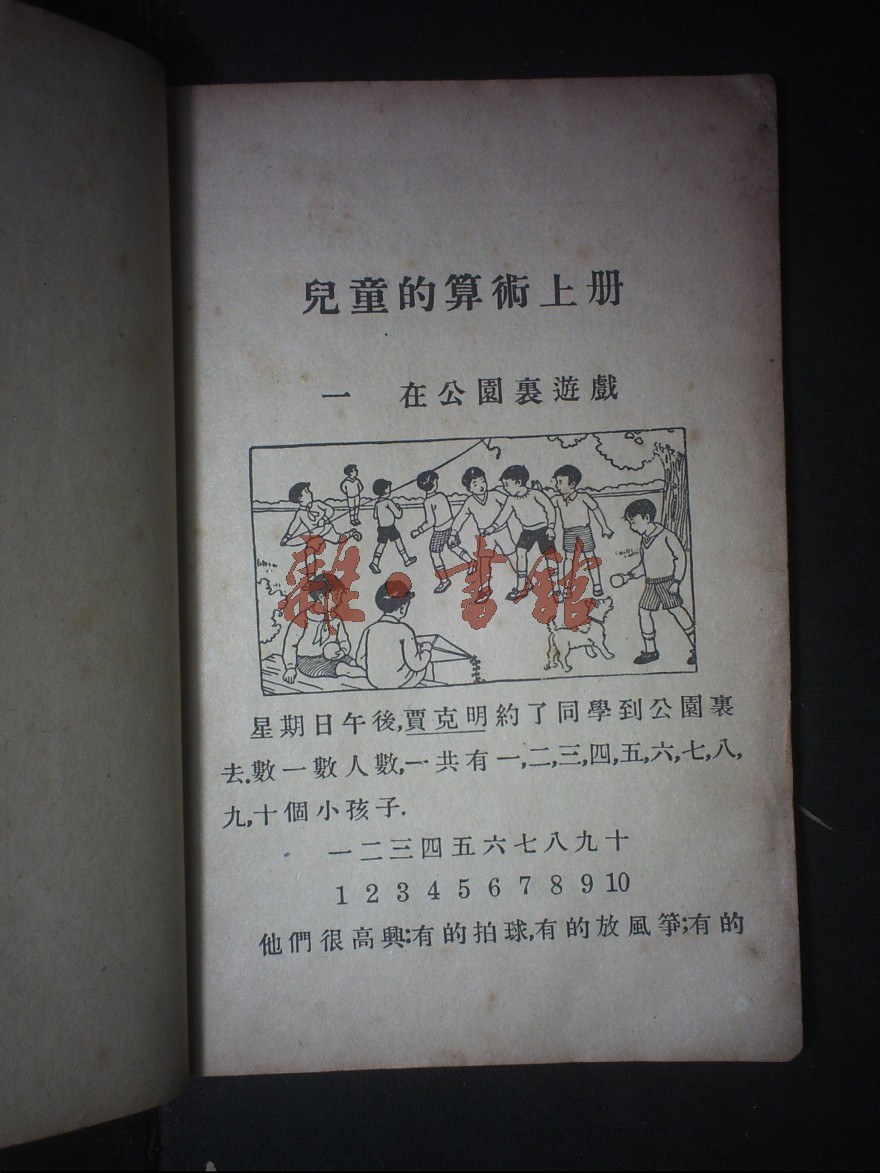 兒童的算術上册
一 在公園裏遊戲
雜·書館
星期日午後,賈克明約了同學到公園裏
去.數一數人數,一共有一,二,三,四,五,六,七,八,
九,十個小孩子.
一二三四五六七八九十
1 2 3 4 5 6 7 8 9 10
他們很高興:有的拍球,有的放風箏;有的